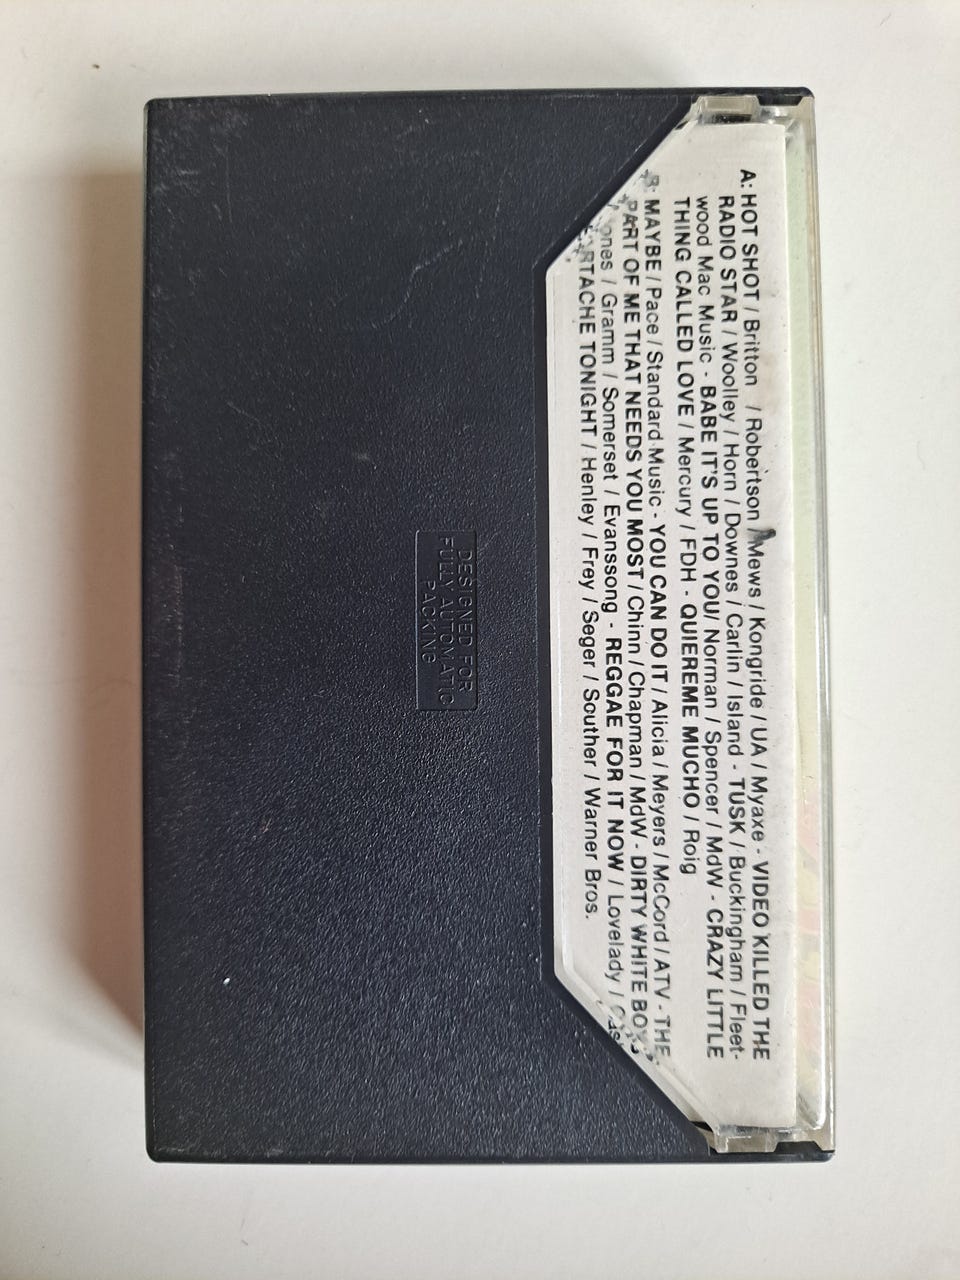 A: HOT SHOT / Britton / Robertson / Mews / Kongride / UA / Myaxe - VIDEO KILLED THE
RADIO STAR / Woolley / Horn / Downes / Carlin / Island - TUSK / Buckingham / Fleet-
wood Mac Music - BABE IT'S UP TO YOU / Norman / Spencer / MdW - CRAZY LITTLE
THING CALLED LOVE / Mercury / FDH - QUIEREME MUCHO / Roig
B: MAYBE / Pace / Standard Music - YOU CAN DO IT / Alicia / Meyers / McCord / ATV - THE
PART OF ME THAT NEEDS YOU MOST / Chinn / Chapman / MdW - DIRTY WHITE BOY
/ Gramm / Somerset / Evanssong - REGGAE FOR IT NOW / Lovelady /
TONIGHT / Henley / Frey / Seger / Souther / Warner Bros.
DESIGNED FOR
FULLY AUTOMATIC
PACKING